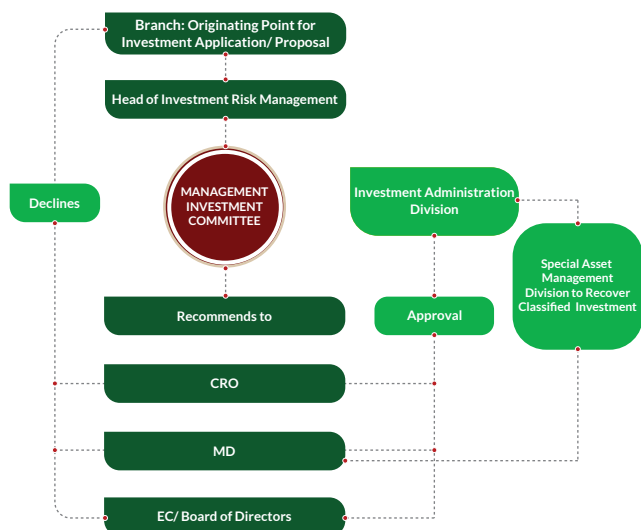 Branch: Originating Point for
Investment Application/ Proposal
Head of Investment Risk Management
MANAGEMENT
INVESTMENT
COMMITTEE
Declines
Investment Administration
Division
Special Asset
Management
Division to Recover
Classified Investment
Recommends to
Approval
CRO
MD
EC/ Board of Directors